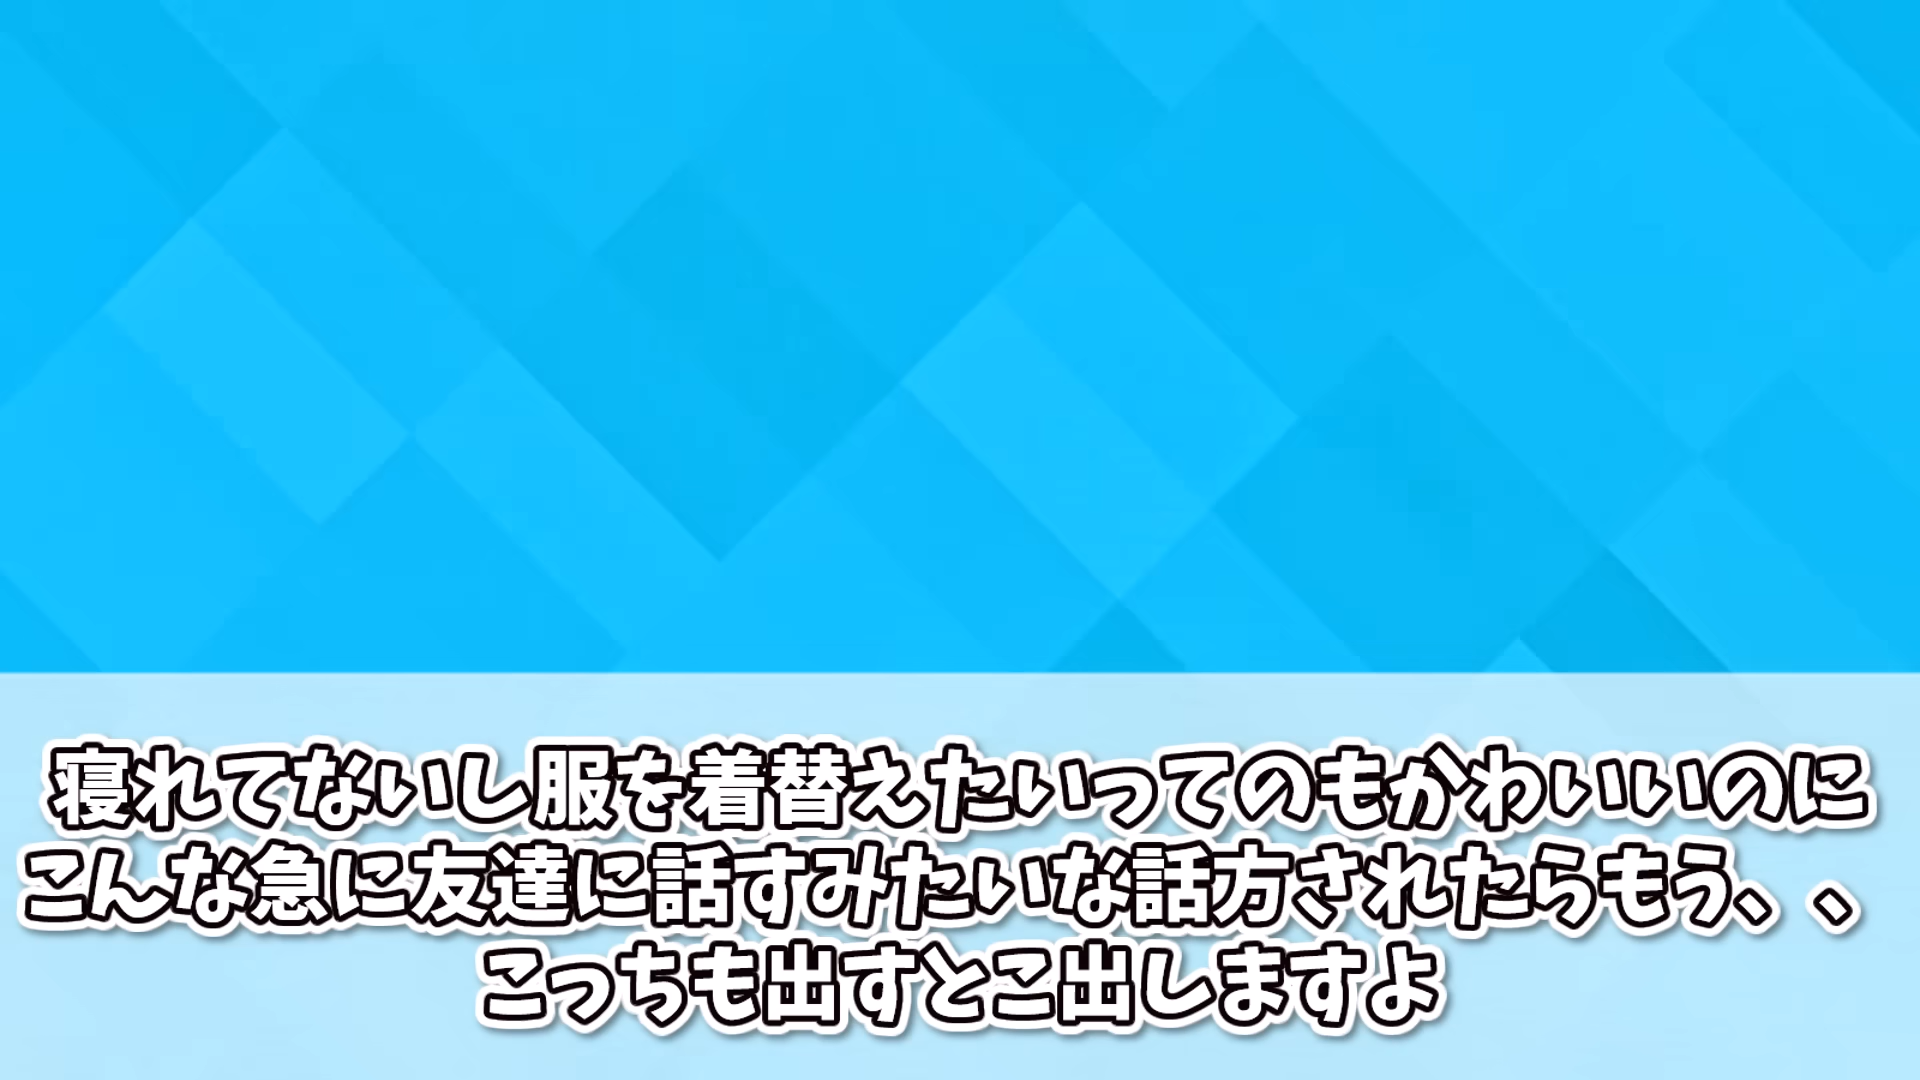 寝れてないし服を着替えたいってのもかわいいのに
こんな急に友達に話すみたいな話方されたらもう、、
こっちも出すとこ出しますよ